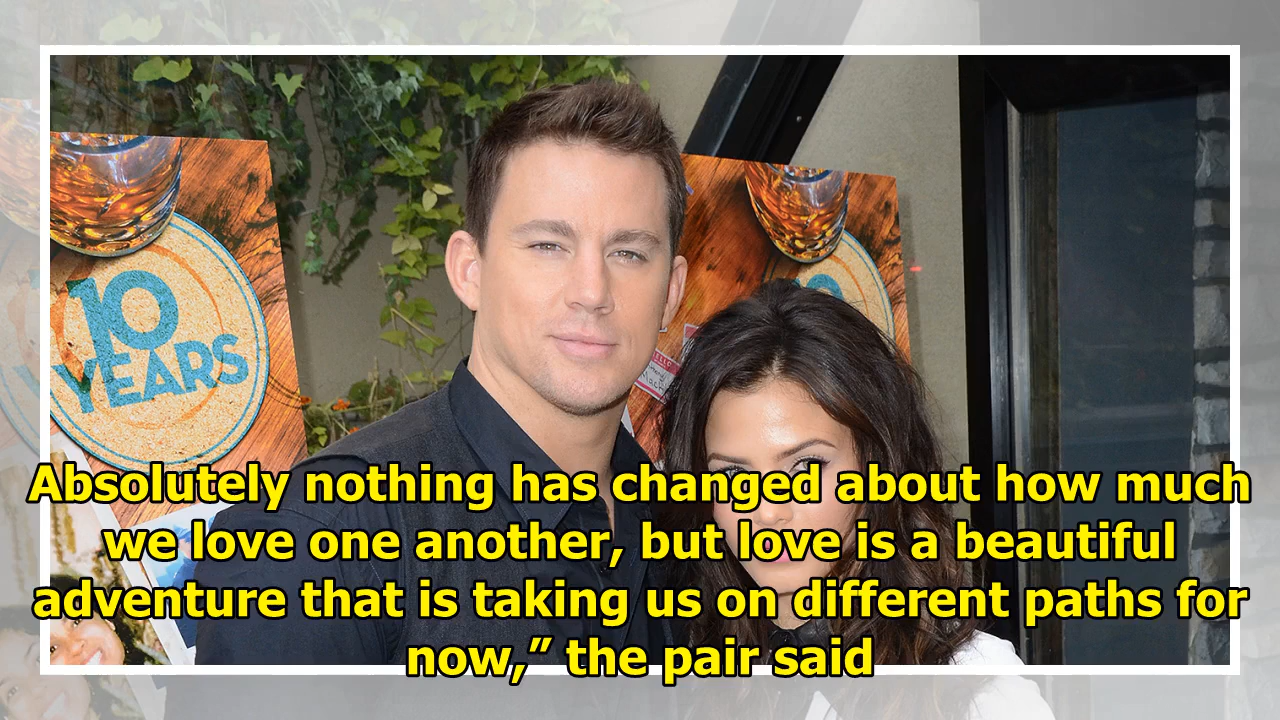 10
YEARS
HELLO
Absolutely nothing has changed about how much
we love one another, but love is a beautiful
adventure that is taking us on different paths for
now,” the pair said